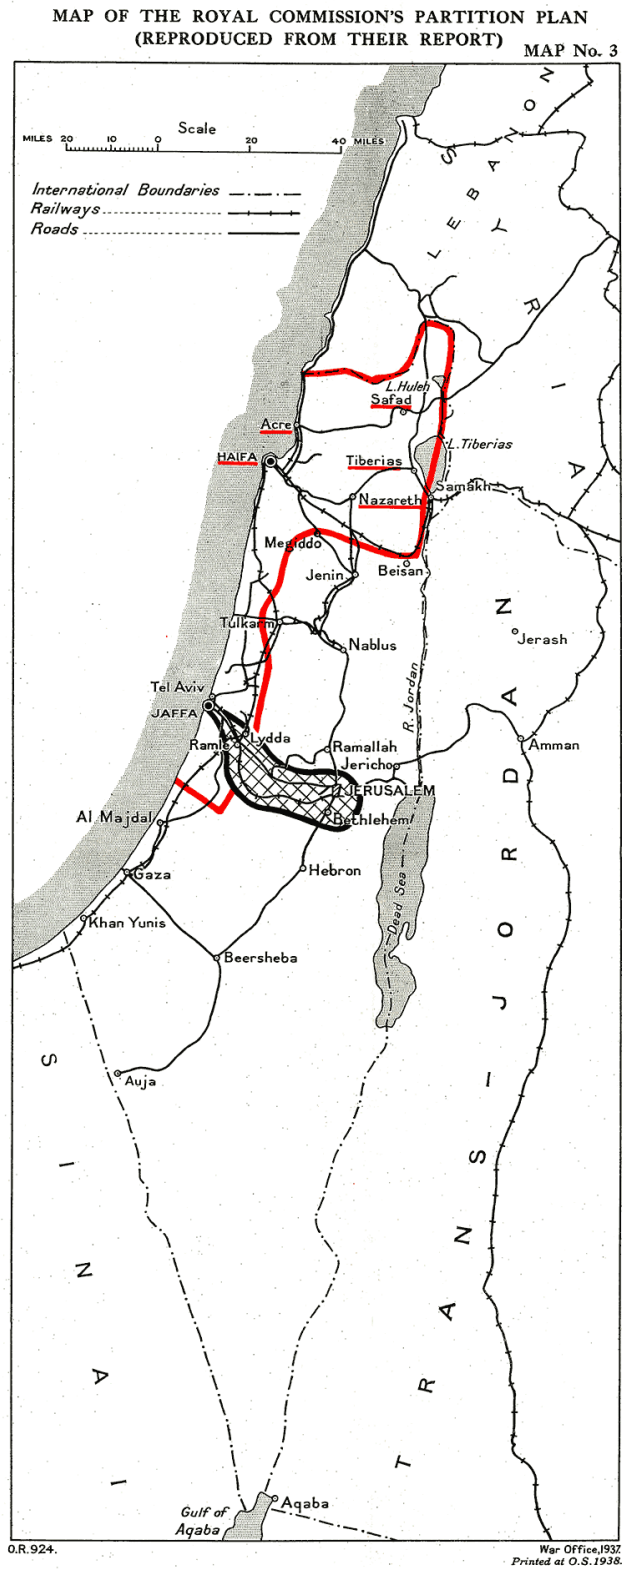 MAP OF THE ROYAL COMMISSION'S PARTITION PLAN
(REPRODUCED FROM THEIR REPORT)
MAP No. 3
Scale
MILES 20 10 0 20 40 MILES
International Boundaries
Railways
Roads
LEBANON
SYRIA
L. Huleh
Safad
Acre
L. Tiberias
HAIFA
Tiberias
Samakh
Nazareth
Megiddo
Beisan
Jenin
Tulkarm
Jerash
Nablus
R. Jordan
Tel Aviv
JAFFA
Lydda
Ramle
Ramallah
Amman
Jericho
JERUSALEM
Al Majdal
Bethlehem
Hebron
Gaza
Dead Sea
Khan Yunis
Beersheba
Auja
SINAI
TRANS-JORDAN
Gulf of
Aqaba
Aqaba
O.R.924.
War Office, 1937.
Printed at O.S. 1938.